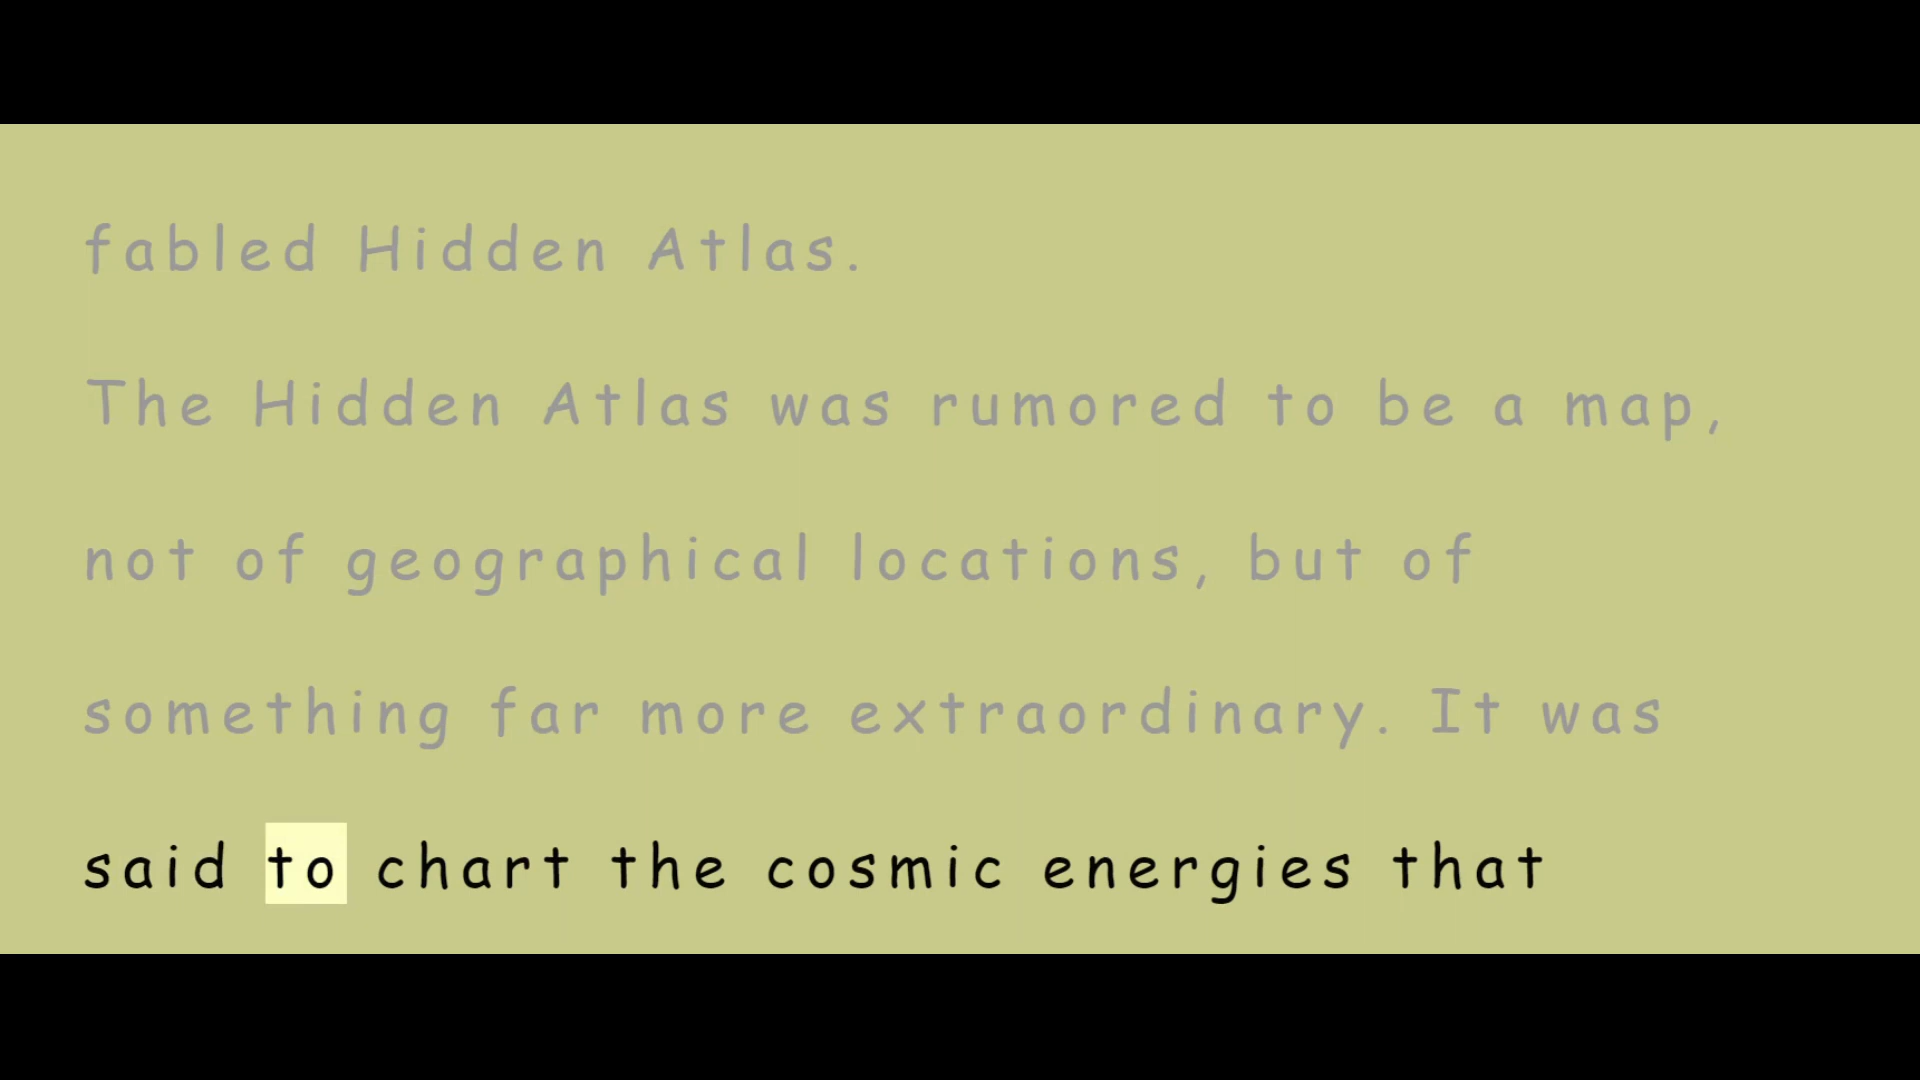 fabled Hidden Atlas.
The Hidden Atlas was rumored to be a map,
not of geographical locations, but of
something far more extraordinary. It was
said to chart the cosmic energies that